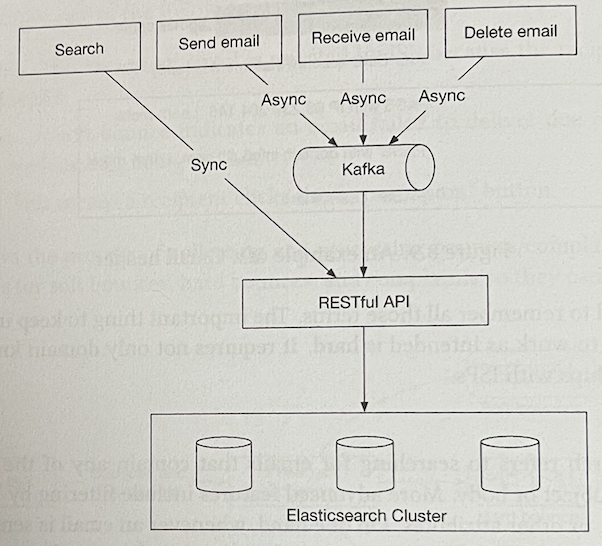 Search
Send email
Receive email
Delete email
Async
Async
Async
Sync
Kafka
RESTful API
Elasticsearch Cluster